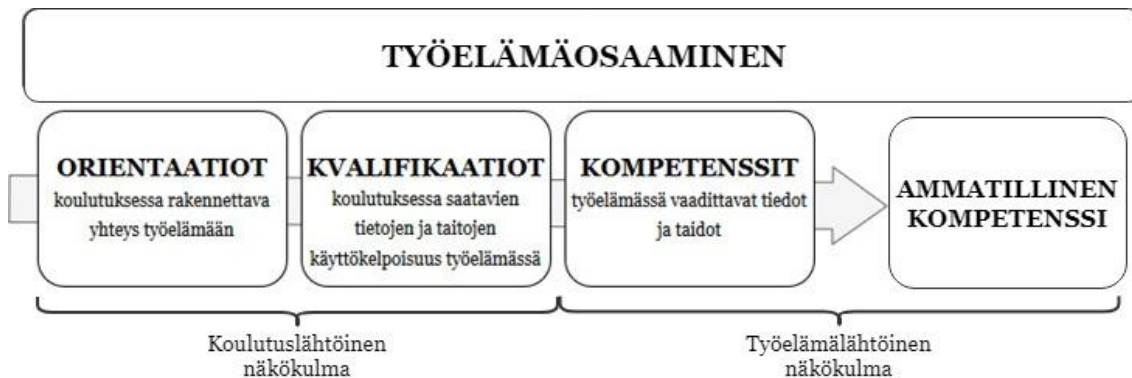 TYÖELÄMÄOSAAMINEN
ORIENTAATIOT
koulutuksessa rakennettava
yhteys työelämään
KVALIFIKAATIOT
koulutuksessa saatavien
tietojen ja taitojen
käyttökelpoisuus työelämässä
KOMPETENSSIT
työelämässä vaadittavat tiedot
ja taidot
AMMATILLINEN
KOMPETENSSI
Koulutuslähtöinen
näkökulma
Työelämälähtöinen
näkökulma